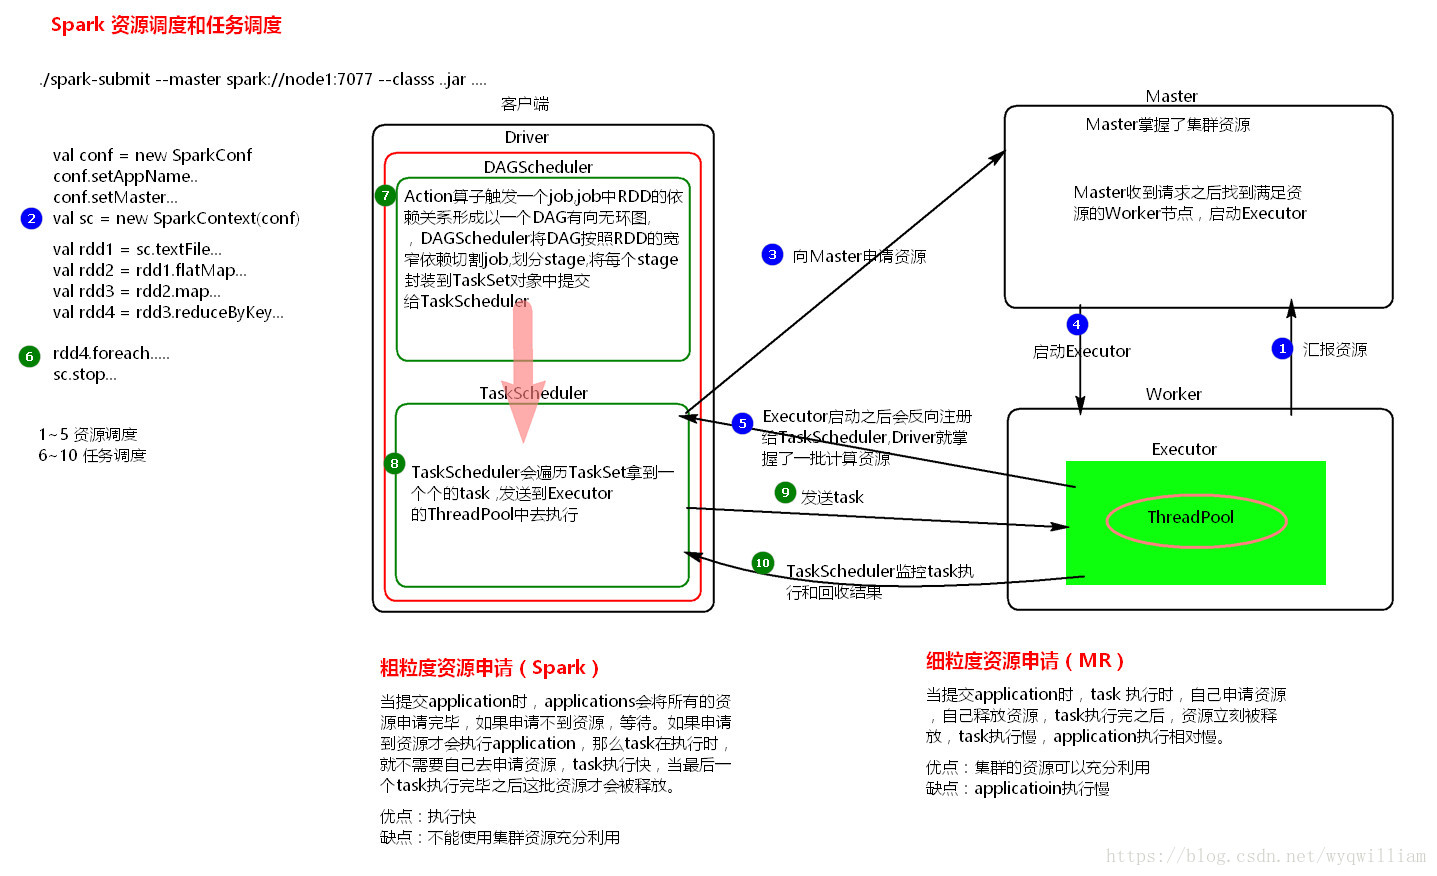 Spark 资源调度和任务调度
./spark-submit --master spark://node1:7077 --classs ..jar ....
val conf = new SparkConf
conf.setAppName..
conf.setMaster...
2
val sc = new SparkContext(conf)
val rdd1 = sc.textFile...
val rdd2 = rdd1.flatMap...
val rdd3 = rdd2.map...
val rdd4 = rdd3.reduceByKey...
6
rdd4.foreach.....
sc.stop...
1~5 资源调度
6~10 任务调度
客户端
Driver
DAGScheduler
7
Action算子触发一个job,job中RDD的依
赖关系形成以一个DAG有向无环图,
，DAGScheduler将DAG按照RDD的宽
窄依赖切割job,划分stage,将每个stage
封装到TaskSet对象中提交
给TaskScheduler
TaskScheduler
8
TaskScheduler会遍历TaskSet拿到一
个个的task ,发送到Executor
的ThreadPool中去执行
3
向Master申请资源
5
Executor启动之后会反向注册
给TaskScheduler,Driver就掌
握了一批计算资源
9
发送task
10
TaskScheduler监控task执
行和回收结果
Master
Master掌握了集群资源
Master收到请求之后找到满足资
源的Worker节点，启动Executor
4
启动Executor
1
汇报资源
Worker
Executor
ThreadPool
粗粒度资源申请（Spark）
当提交application时，applications会将所有的资
源申请完毕，如果申请不到资源，等待。如果申请
到资源才会执行application，那么task在执行时，
就不需要自己去申请资源，task执行快，当最后一
个task执行完毕之后这批资源才会被释放。
优点：执行快
缺点：不能使用集群资源充分利用
细粒度资源申请（MR）
当提交application时，task 执行时，自己申请资源
，自己释放资源，task执行完之后，资源立刻被释
放，task执行慢，application执行相对慢。
优点：集群的资源可以充分利用
缺点：applicatioin执行慢
https://blog.csdn.net/wyqwilliam